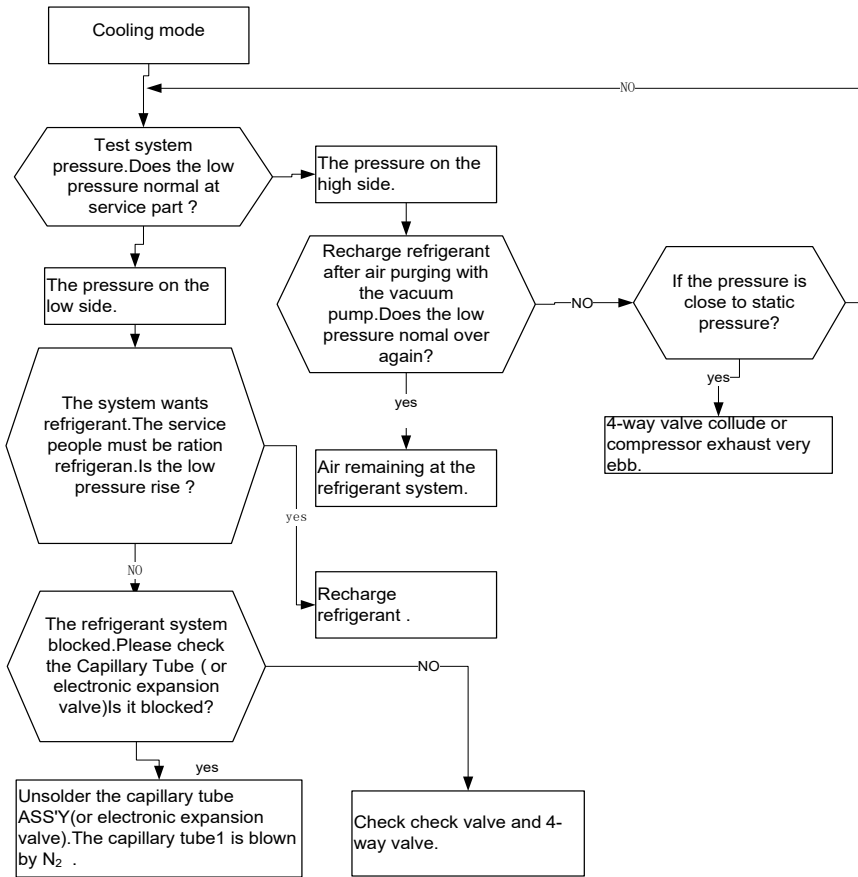 Cooling mode
NO
Test system
pressure.Does the low
pressure normal at
service part ?
The pressure on the
high side.
The pressure on the
low side.
Recharge refrigerant
after air purging with
the vacuum
pump.Does the low
pressure nomal over
again?
NO
If the pressure is
close to static
pressure?
yes
yes
4-way valve collude or
compressor exhaust very
ebb.
The system wants
refrigerant.The service
people must be ration
refrigeran.Is the low
pressure rise ?
Air remaining at the
refrigerant system.
yes
NO
Recharge
refrigerant .
The refrigerant system
blocked.Please check
the Capillary Tube ( or
electronic expansion
valve)Is it blocked?
NO
yes
Unsolder the capillary tube
ASS'Y(or electronic expansion
valve).The capillary tube1 is blown
by N₂ .
Check check valve and 4-
way valve.